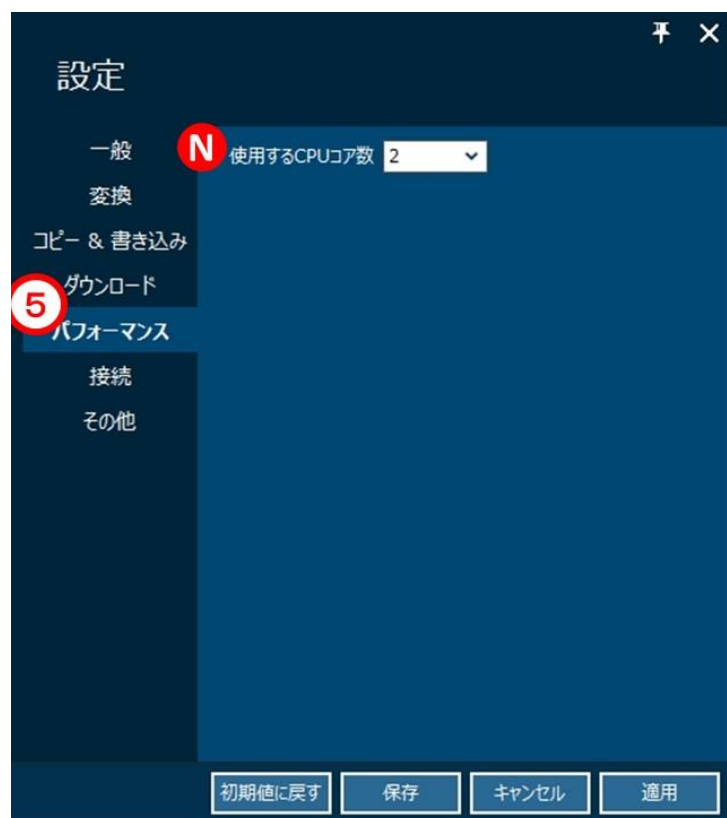 設定
一般
N 使用するCPUコア数 2
変換
コピー & 書き込み
ダウンロード
5
パフォーマンス
接続
その他
初期値に戻す 保存 キャンセル 適用